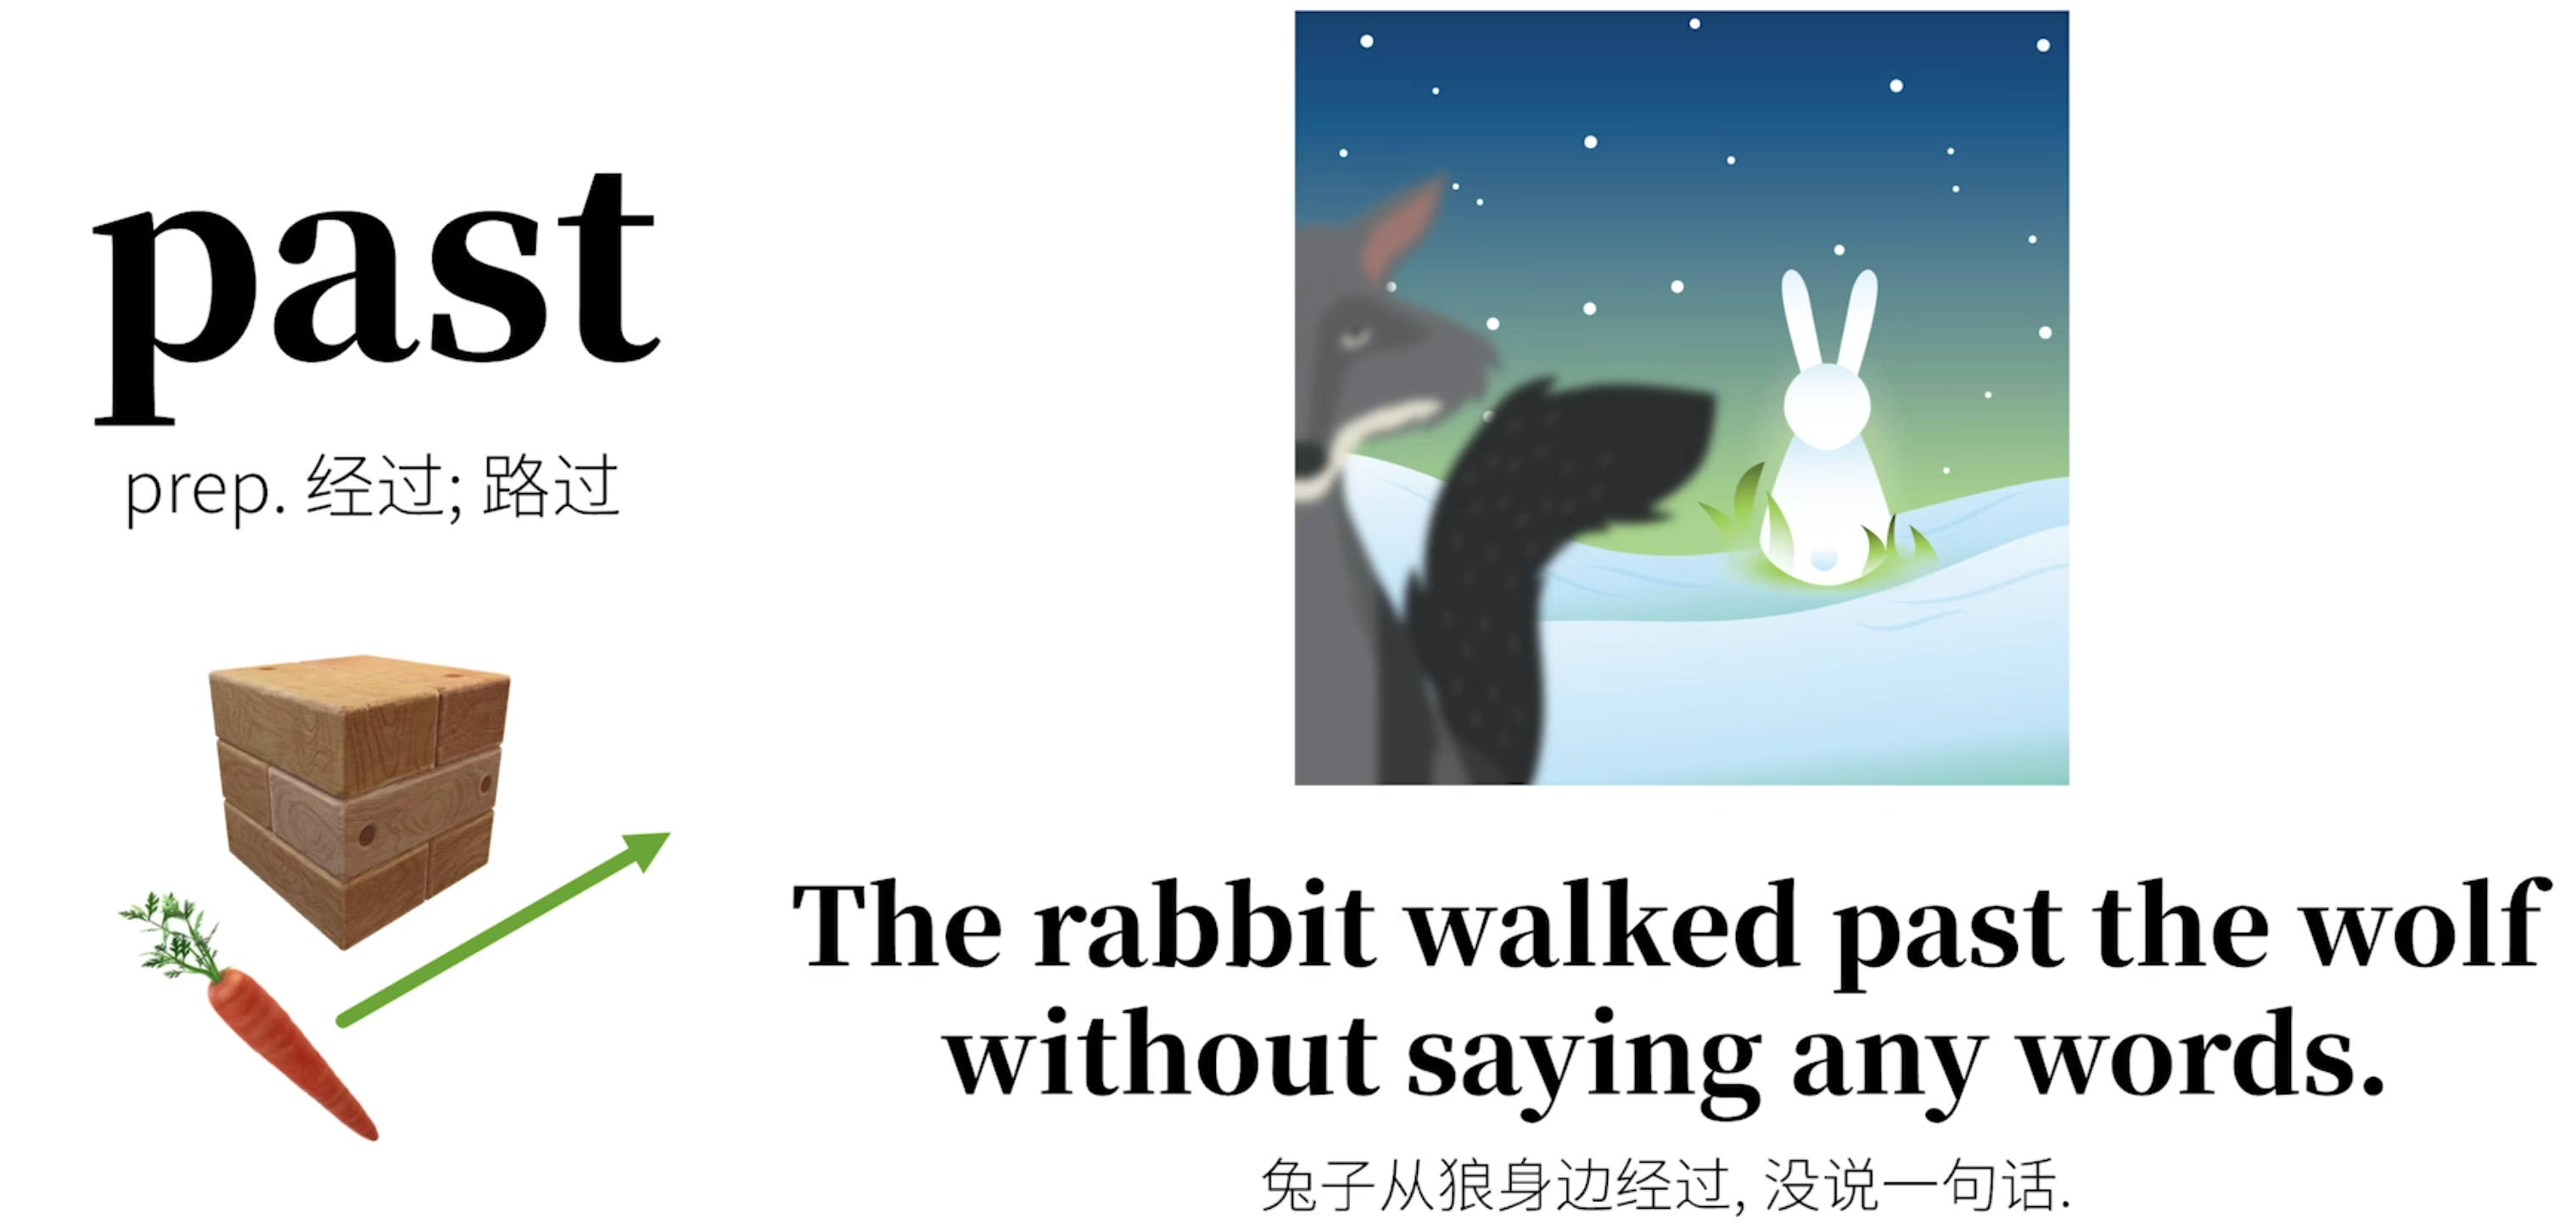 past
prep. 经过; 路过
The rabbit walked past the wolf
without saying any words.
兔子从狼身边经过, 没说一句话.